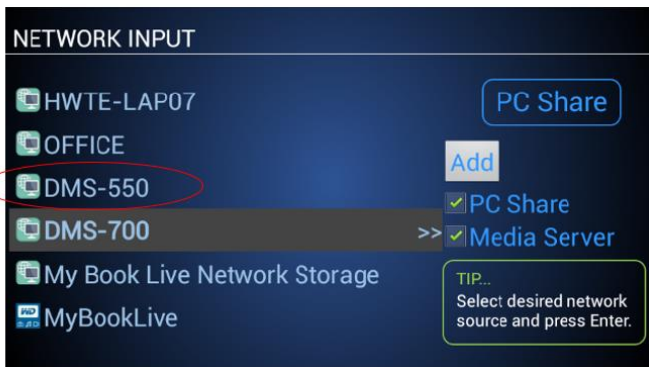 NETWORK INPUT
HWTE-LAP07
PC Share
OFFICE
Add
DMS-550
PC Share
DMS-700 >>
Media Server
My Book Live Network Storage
TIP...
Select desired network
source and press Enter.
WD
MyBookLive